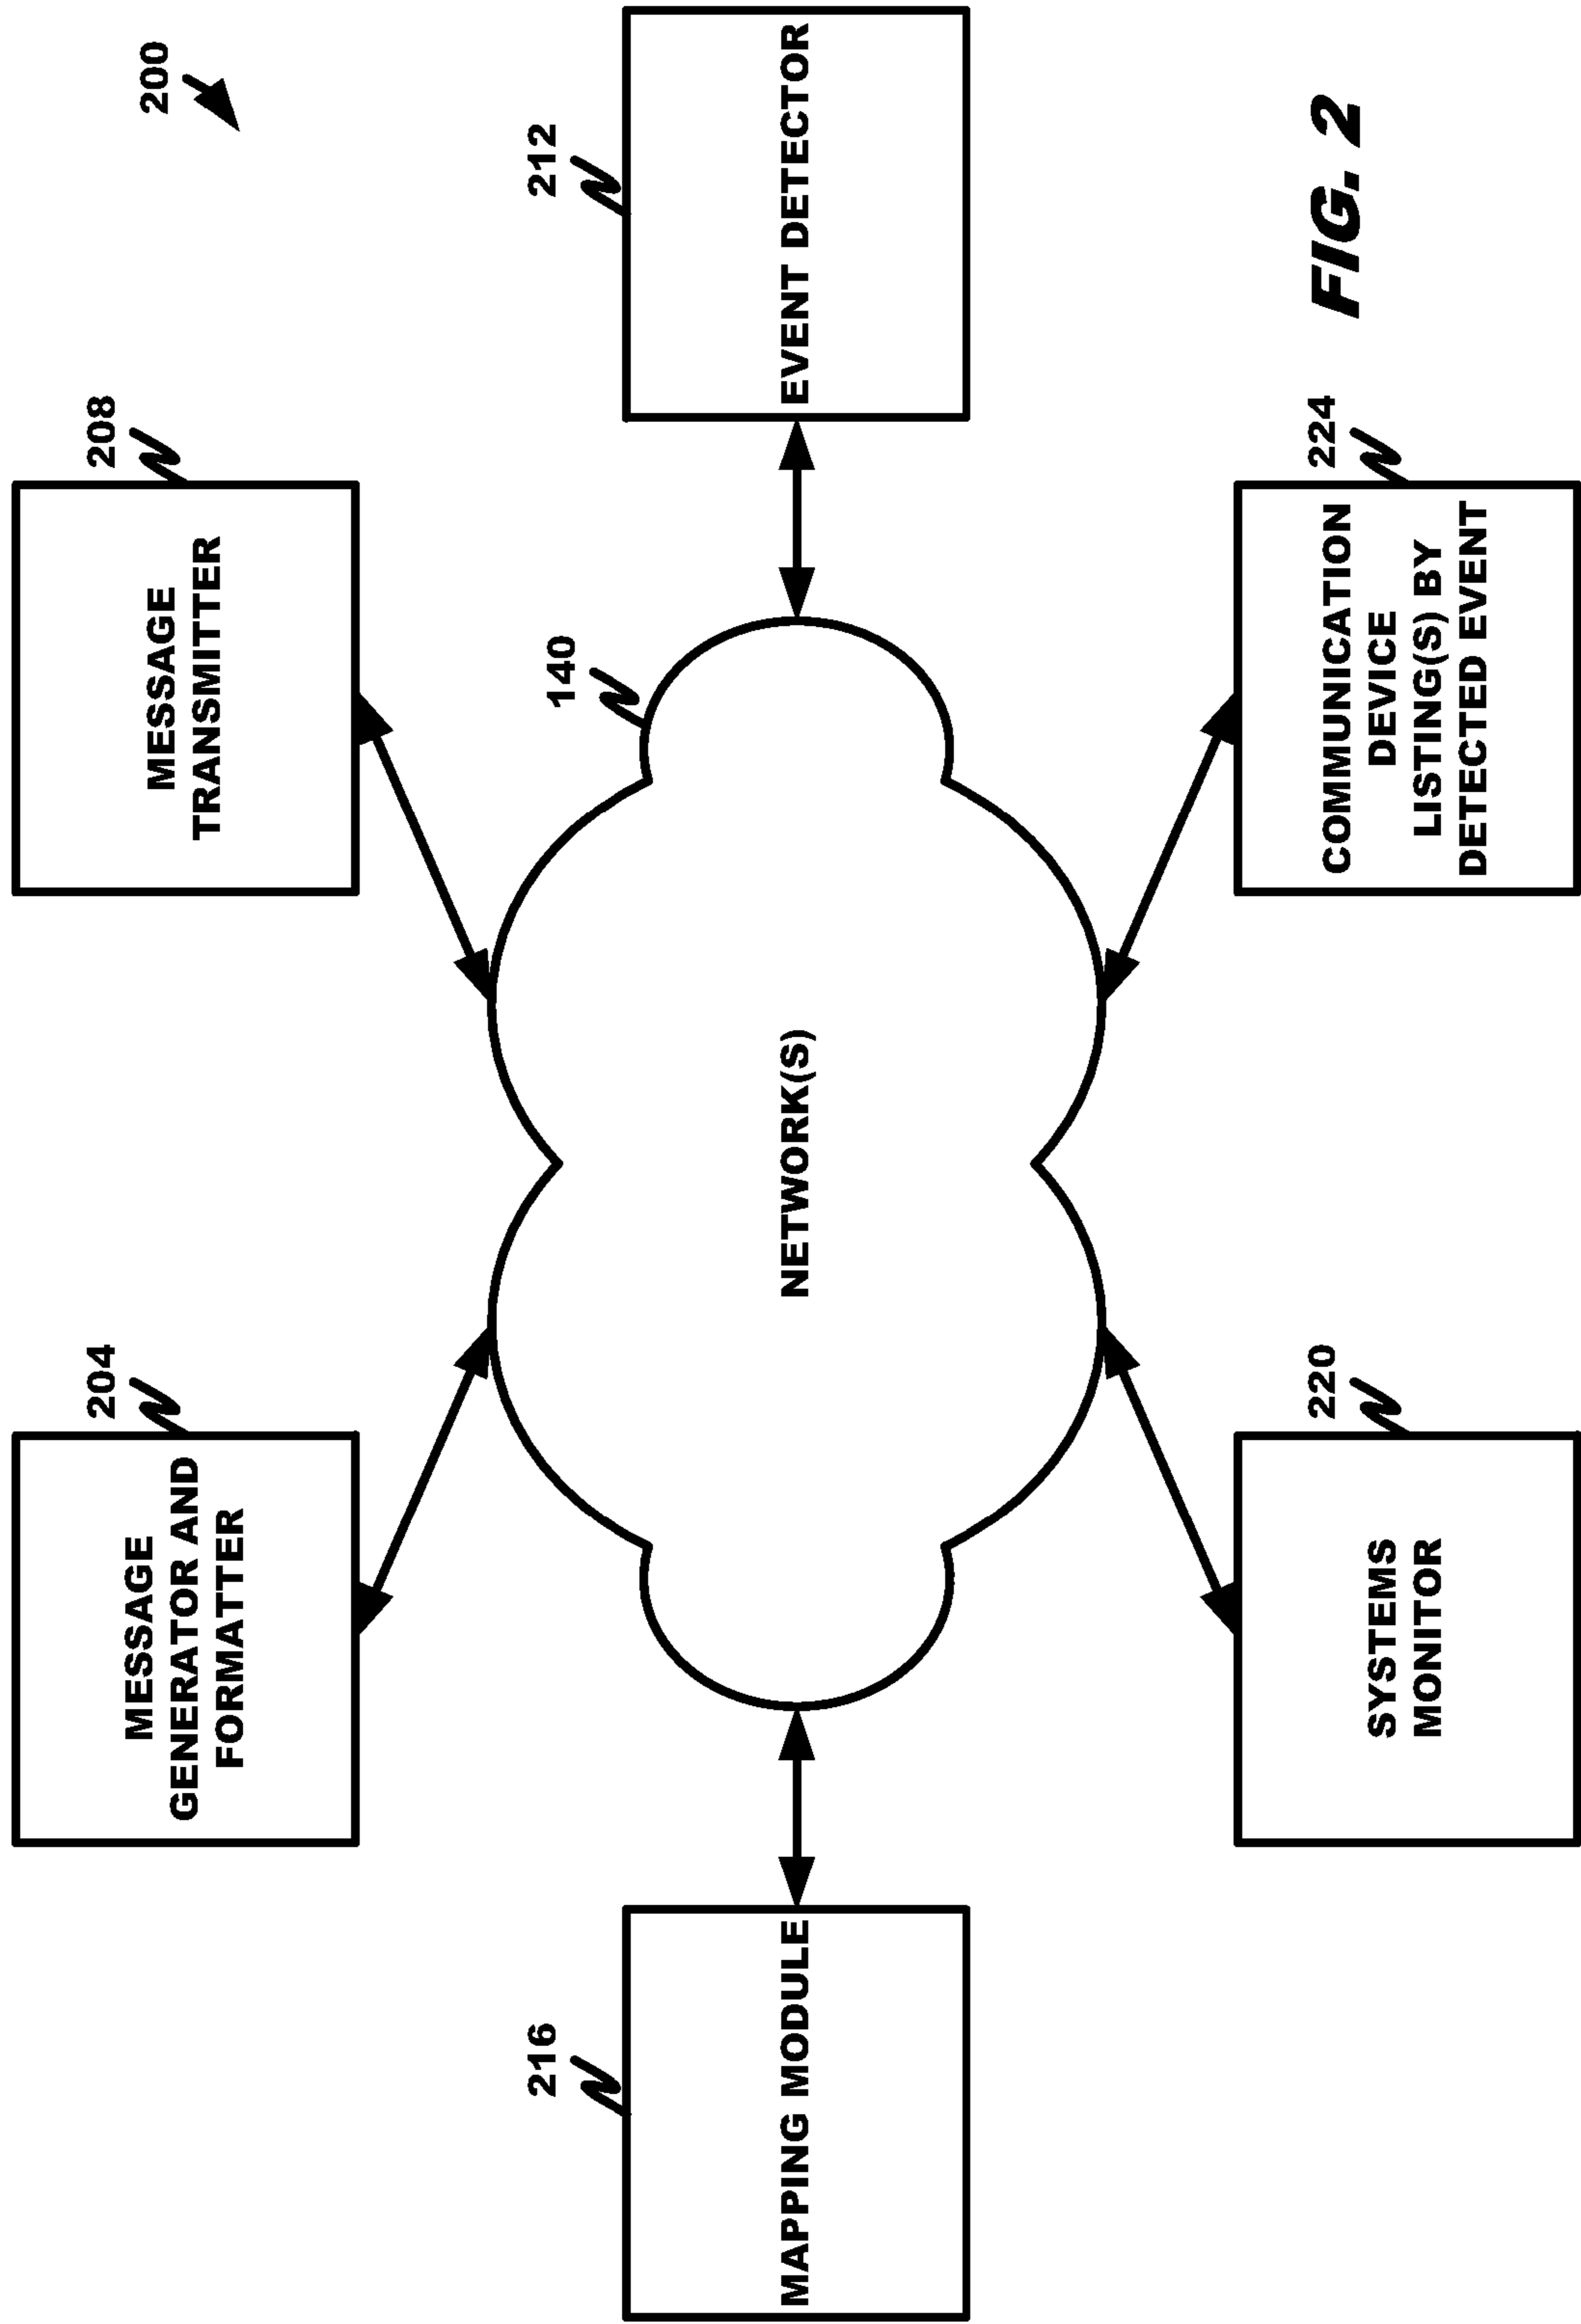 200
204
MESSAGE
GENERATOR AND
FORMATTER
208
MESSAGE
TRANSMITTER
216
MAPPING MODULE
140
NETWORK(S)
212
EVENT DETECTOR
220
SYSTEMS
MONITOR
224
COMMUNICATION
DEVICE
LISTING(S) BY
DETECTED EVENT
FIG. 2